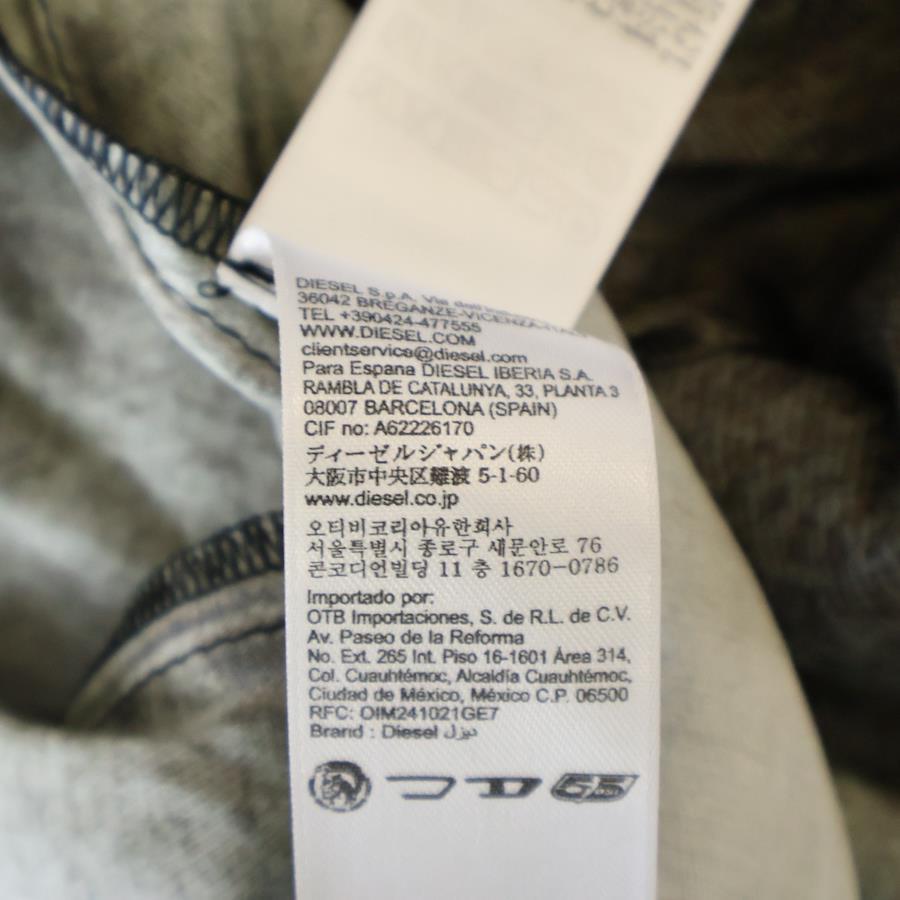 DIESEL S.p.A. Via dell'
36042 BREGANZE-VICENZA
TEL +390424-477555
WWW.DIESEL.COM
clientservice@diesel.com
Para Espana DIESEL IBERIA S.A.
RAMBLA DE CATALUNYA, 33, PLANTA 3
08007 BARCELONA (SPAIN)
CIF no: A62226170
ディーゼルジャパン(株)
大阪市中央区難波 5-1-60
www.diesel.co.jp
오티비코리아유한회사
서울특별시 종로구 새문안로 76
콘코디언빌딩 11 층 1670-0786
Importado por:
OTB Importaciones, S. de R.L. de C.V.
Av. Paseo de la Reforma
No. Ext. 265 Int. Piso 16-1601 Área 314,
Col. Cuauhtémoc, Alcaldía Cuauhtémoc,
Ciudad de México, México C.P. 06500
RFC: OIM241021GE7
Brand : Diesel ديزل